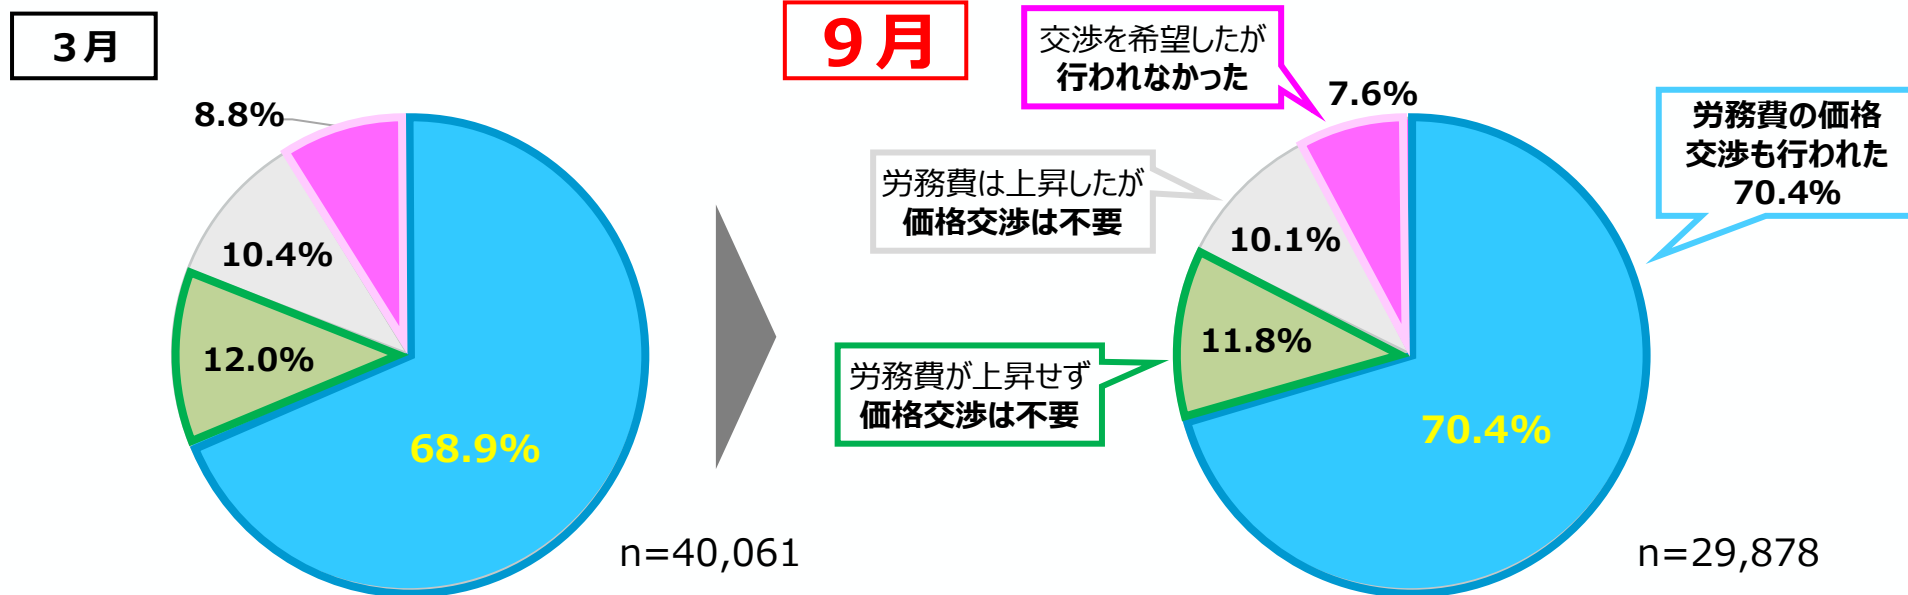 ３月
8.8%
10.4%
12.0%
68.9%
n=40,061
９月
交渉を希望したが
行われなかった
7.6%
労務費の価格
交渉も行われた
70.4%
労務費は上昇したが
価格交渉は不要
10.1%
労務費が上昇せず
価格交渉は不要
11.8%
70.4%
n=29,878